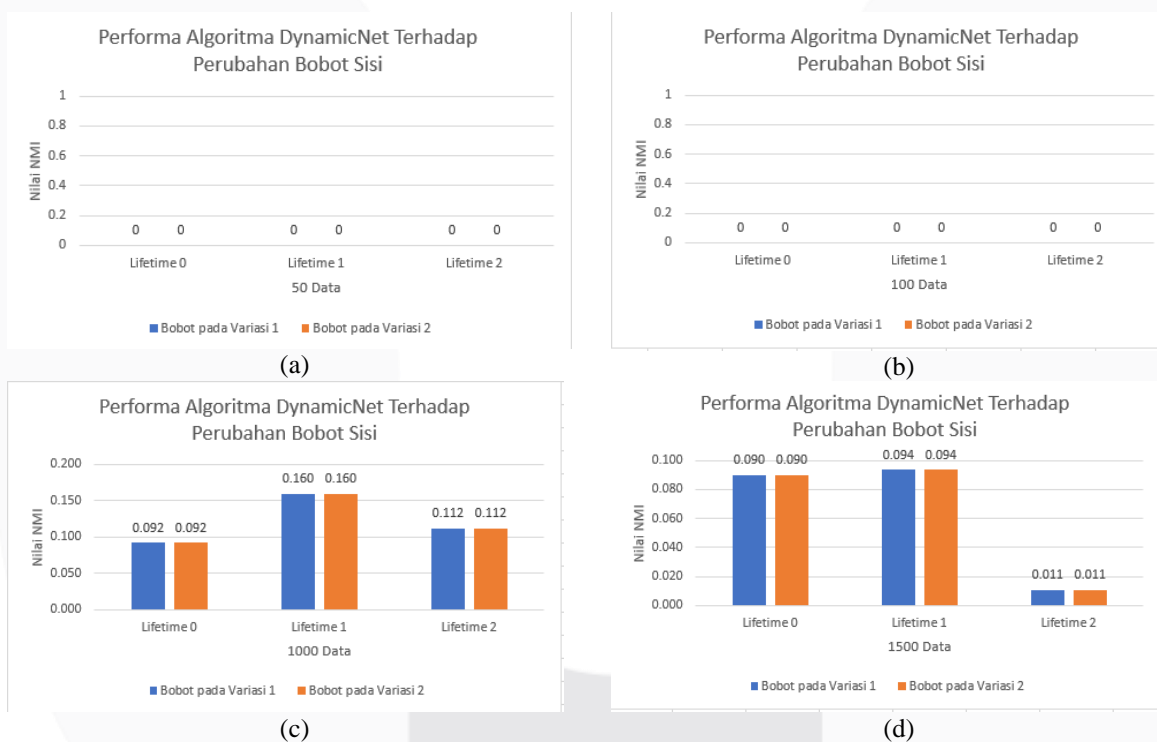 Performa Algoritma DynamicNet Terhadap
Perubahan Bobot Sisi
1
0.8
0.6
0.4
0.2
0
Nilai NMI
0 0 0 0 0 0
Lifetime 0 Lifetime 1 Lifetime 2
50 Data
Bobot pada Variasi 1 Bobot pada Variasi 2
(a)
Performa Algoritma DynamicNet Terhadap
Perubahan Bobot Sisi
1
0.8
0.6
0.4
0.2
0
Nilai NMI
0 0 0 0 0 0
Lifetime 0 Lifetime 1 Lifetime 2
100 Data
Bobot pada Variasi 1 Bobot pada Variasi 2
(b)
Performa Algoritma DynamicNet Terhadap
Perubahan Bobot Sisi
0.200
0.150
0.100
0.050
0.000
Nilai NMI
0.092 0.092 0.160 0.160 0.112 0.112
Lifetime 0 Lifetime 1 Lifetime 2
1000 Data
Bobot pada Variasi 1 Bobot pada Variasi 2
(c)
Performa Algoritma DynamicNet Terhadap
Perubahan Bobot Sisi
0.100
0.080
0.060
0.040
0.020
0.000
Nilai NMI
0.090 0.090 0.094 0.094 0.011 0.011
Lifetime 0 Lifetime 1 Lifetime 2
1500 Data
Bobot pada Variasi 1 Bobot pada Variasi 2
(d)